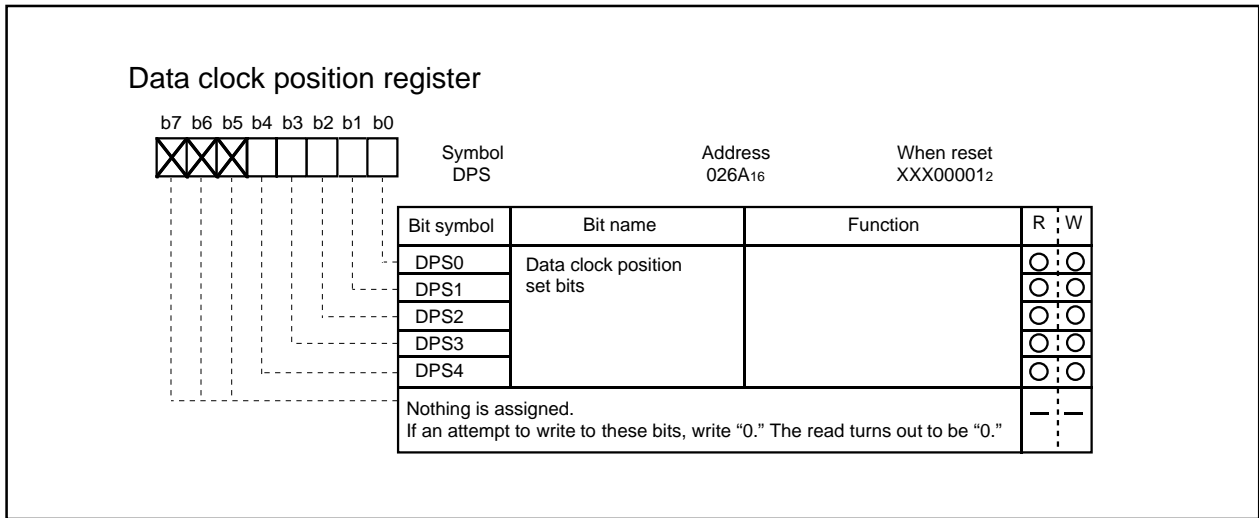 Data clock position register
b7 b6 b5 b4 b3 b2 b1 b0
Symbol Address When reset
DPS 026A16 XXX000012
Bit symbol Bit name Function R W
DPS0 Data clock position
DPS1 set bits
DPS2
DPS3
DPS4
Nothing is assigned.
If an attempt to write to these bits, write “0.” The read turns out to be “0.”